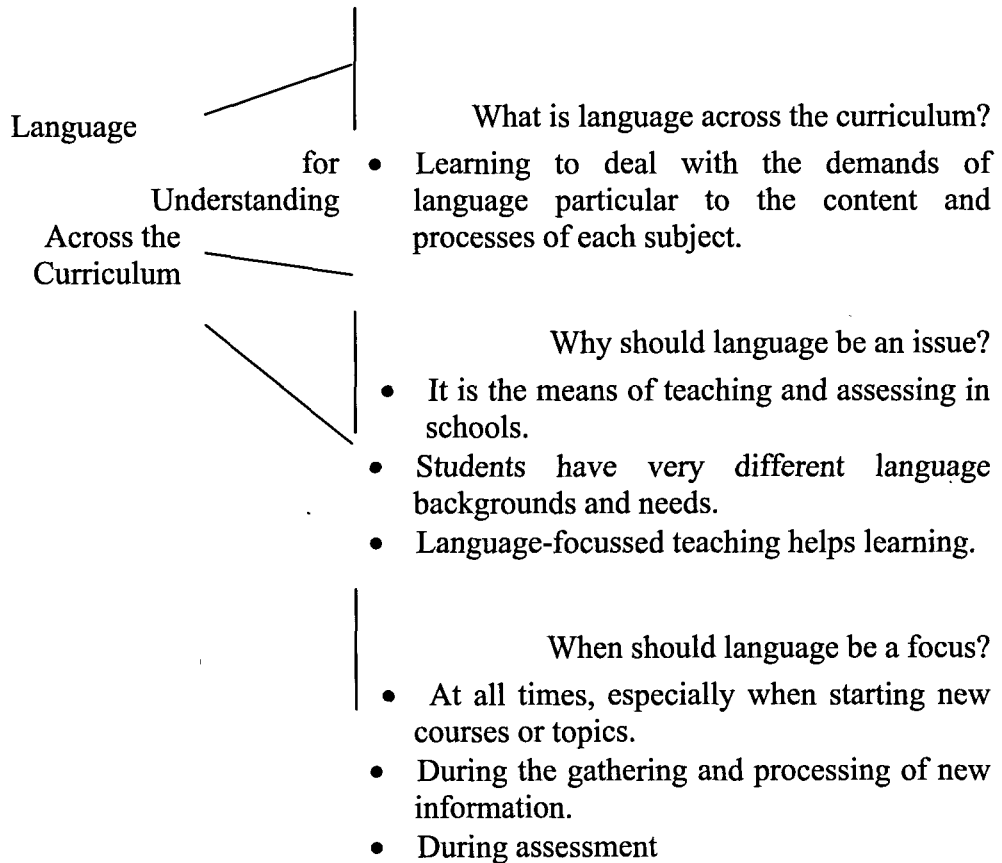 Language
for
Understanding
Across the
Curriculum
What is language across the curriculum?
• Learning to deal with the demands of
language particular to the content and
processes of each subject.
Why should language be an issue?
• It is the means of teaching and assessing in
schools.
• Students have very different language
backgrounds and needs.
• Language-focussed teaching helps learning.
When should language be a focus?
• At all times, especially when starting new
courses or topics.
• During the gathering and processing of new
information.
• During assessment